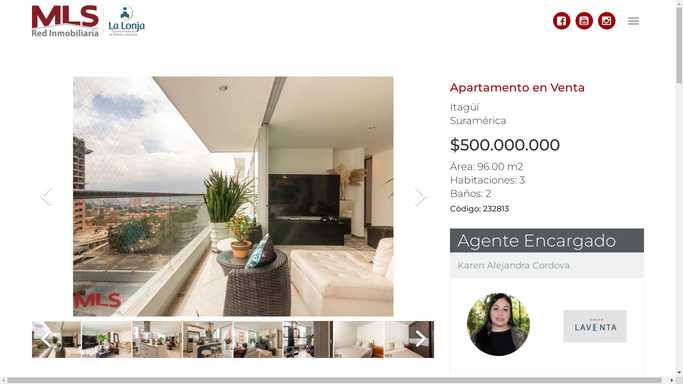 MLS
Red Inmobiliaria
La Lonja
Apartamento en Venta
Itagüí
Suramérica
$500.000.000
Área: 96.00 m2
Habitaciones: 3
Baños: 2
Código: 232813
Agente Encargado
Karen Alejandra Cordova
MLS
LAVENTA